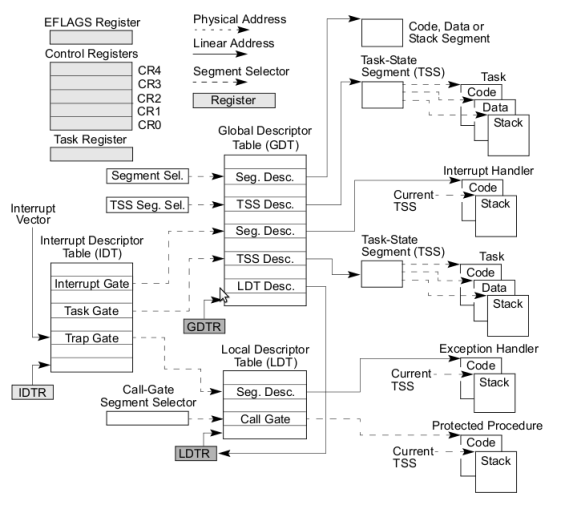 EFLAGS Register
Control Registers
CR4
CR3
CR2
CR1
CR0
Task Register
Physical Address
Linear Address
Segment Selector
Register
Code, Data or
Stack Segment
Task-State
Segment (TSS)
Task
Code
Data
Stack
Global Descriptor
Table (GDT)
Segment Sel.
Seg. Desc.
TSS Seg. Sel.
TSS Desc.
Seg. Desc.
TSS Desc.
LDT Desc.
GDTR
Interrupt Handler
Code
Current
TSS
Stack
Interrupt
Vector
Interrupt Descriptor
Table (IDT)
Interrupt Gate
Task Gate
Trap Gate
IDTR
Task-State
Segment (TSS)
Task
Code
Data
Stack
Local Descriptor
Table (LDT)
Call-Gate
Segment Selector
Seg. Desc.
Call Gate
LDTR
Exception Handler
Code
Current
TSS
Stack
Protected Procedure
Code
Current
TSS
Stack